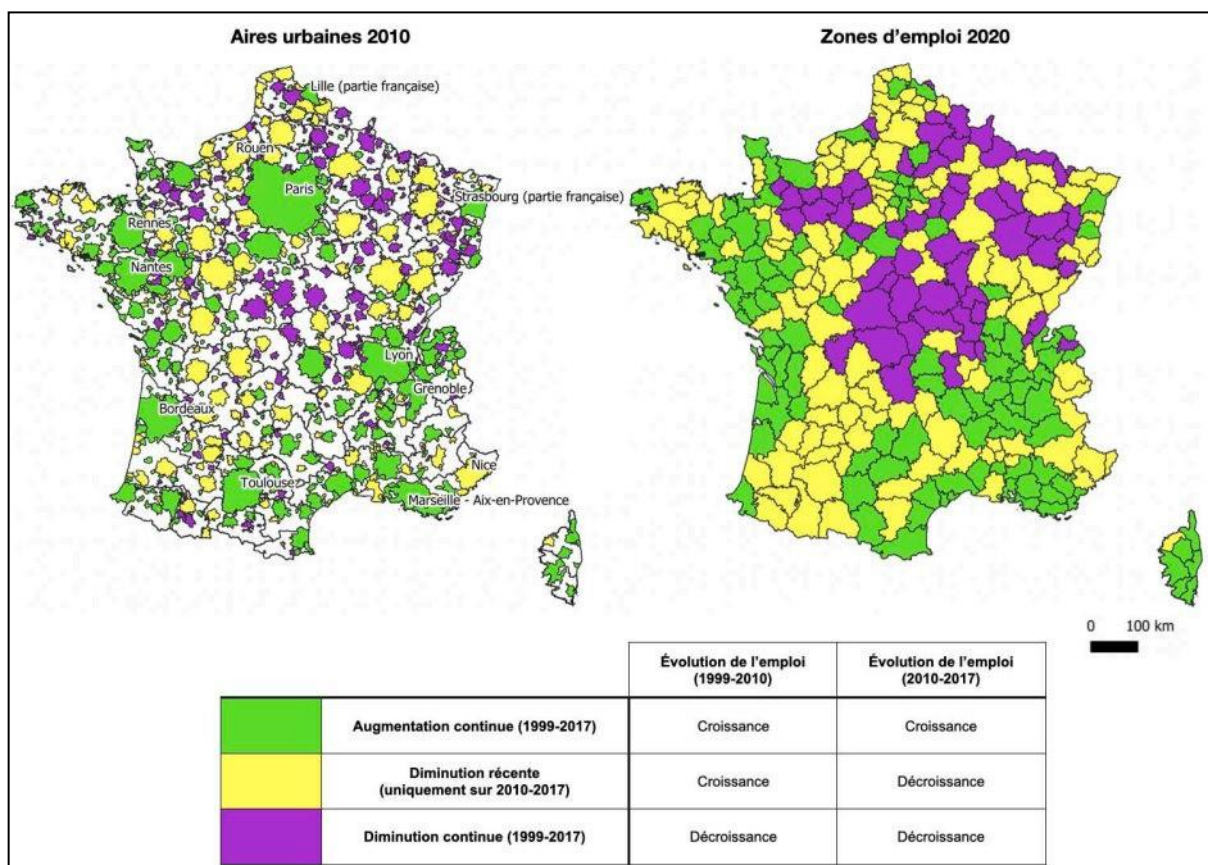 Aires urbaines 2010
Zones d'emploi 2020
Lille (partie française)
Rouen
Paris
Strasbourg (partie française)
Rennes
Nantes
Lyon
Grenoble
Bordeaux
Nice
Toulouse
Marseille - Aix-en-Provence
0 100 km
Évolution de l'emploi
(1999-2010)
Évolution de l'emploi
(2010-2017)
Augmentation continue (1999-2017)
Croissance
Croissance
Diminution récente
(uniquement sur 2010-2017)
Croissance
Décroissance
Diminution continue (1999-2017)
Décroissance
Décroissance